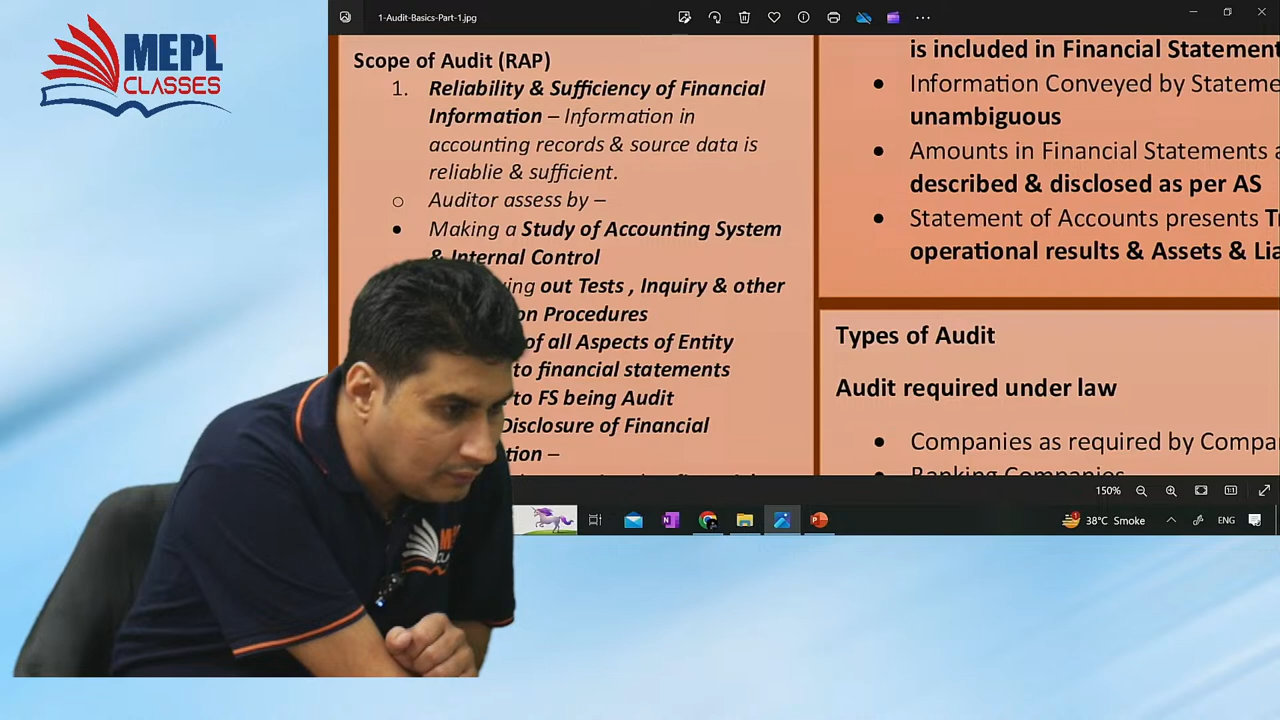 MEPL
CLASSES
1-Audit-Basics-Part-1.jpg
Scope of Audit (RAP)
1. Reliability & Sufficiency of Financial
Information – Information in
accounting records & source data is
reliablie & sufficient.
o Auditor assess by –
• Making a Study of Accounting System
& Internal Control
out Tests , Inquiry & other
Procedures
of all Aspects of Entity
to financial statements
to FS being Audit
Disclosure of Financial
–
is included in Financial Statement
• Information Conveyed by Stateme
unambiguous
• Amounts in Financial Statements a
described & disclosed as per AS
• Statement of Accounts presents T
operational results & Assets & Lia
Types of Audit
Audit required under law
• Companies as required by Compa
• Banking Companies
150%
38°C Smoke
ENG
MEPL